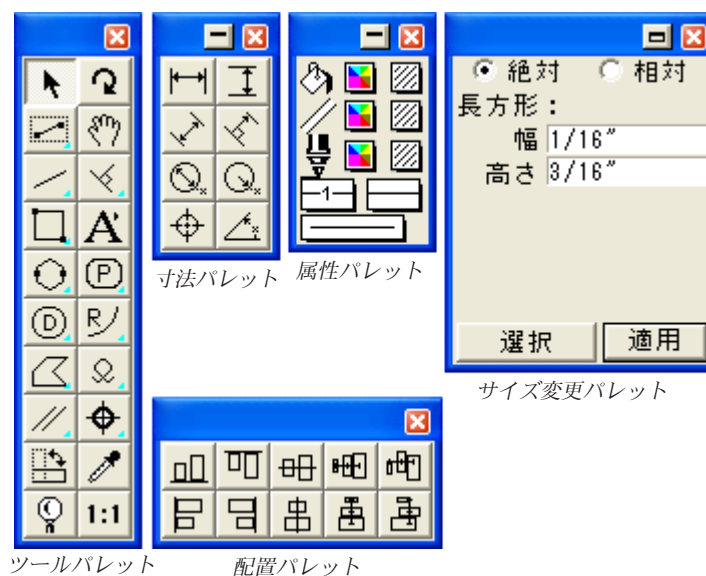 絶対 相対
長方形：
幅 1/16″
高さ 3/16″
選択 適用
A
P
D
R
1:1
1
x x
x
x
寸法パレット
属性パレット
サイズ変更パレット
ツールパレット
配置パレット